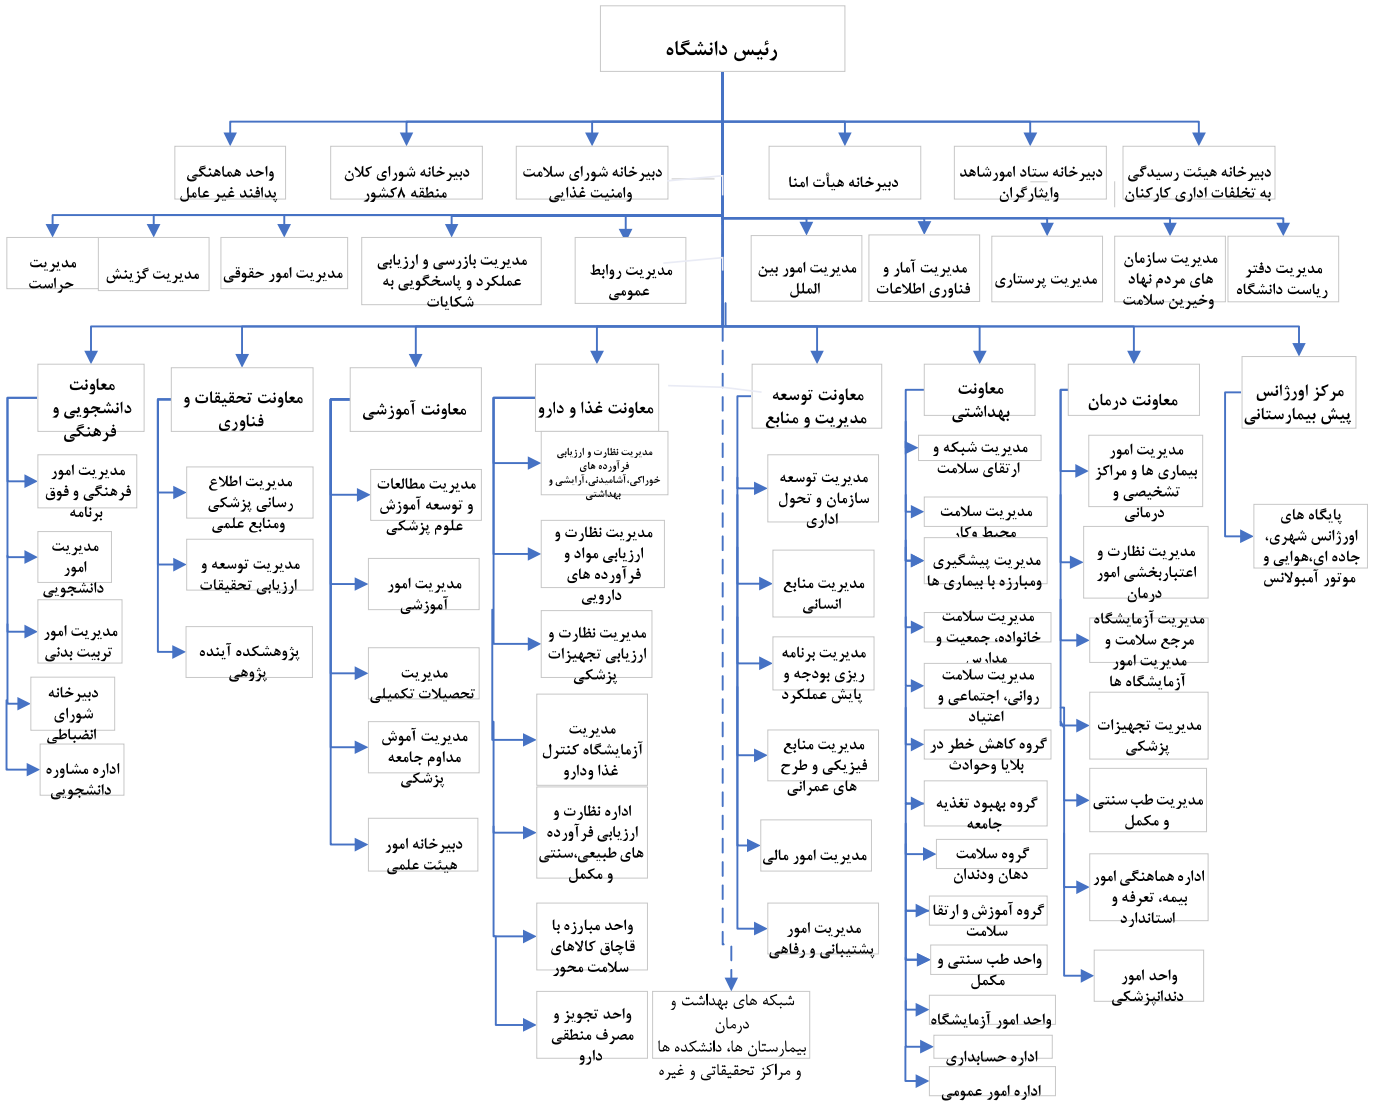 رئیس دانشگاه
دبیرخانه هیئت رسیدگی
به تخلفات اداری کارکنان
دبیرخانه ستاد امورشاهد
وایثارگران
دبیرخانه هیأت امنا
دبیرخانه شورای سلامت
وامنیت غذایی
دبیرخانه شورای کلان
منطقه ۸کشور
واحد هماهنگی
پدافند غیر عامل
مدیریت دفتر
ریاست دانشگاه
مدیریت سازمان
های مردم نهاد
وخیرین سلامت
مدیریت پرستاری
مدیریت آمار و
فناوری اطلاعات
مدیریت امور بین
الملل
مدیریت روابط
عمومی
مدیریت بازرسی و ارزیابی
عملکرد و پاسخگویی به
شکایات
مدیریت امور حقوقی
مدیریت گزینش
مدیریت
حراست
مرکز اورژانس
پیش بیمارستانی
پایگاه های
اورژانس شهری،
جاده ای،هوایی و
موتور آمبولانس
معاونت درمان
مدیریت امور
بیماری ها و مراکز
تشخیصی و
درمانی
مدیریت نظارت و
اعتباربخشی امور
درمان
مدیریت آزمایشگاه
مرجع سلامت و
مدیریت امور
آزمایشگاه ها
مدیریت تجهیزات
پزشکی
مدیریت طب سنتی
و مکمل
اداره هماهنگی امور
بیمه، تعرفه و
استاندارد
واحد امور
دندانپزشکی
معاونت
بهداشتی
مدیریت شبکه و
ارتقای سلامت
مدیریت سلامت
محیط وکار
مدیریت پیشگیری
ومبارزه با بیماری ها
مدیریت سلامت
خانواده، جمعیت و
مدارس
مدیریت سلامت
روانی، اجتماعی و
اعتیاد
گروه کاهش خطر در
بلایا وحوادث
گروه بهبود تغذیه
جامعه
گروه سلامت
دهان ودندان
گروه آموزش و ارتقا
سلامت
واحد طب سنتی و
مکمل
واحد امور آزمایشگاه
اداره حسابداری
اداره امور عمومی
معاونت توسعه
مدیریت و منابع
مدیریت توسعه
سازمان و تحول
اداری
مدیریت منابع
انسانی
مدیریت برنامه
ریزی بودجه و
پایش عملکرد
مدیریت منابع
فیزیکی و طرح
های عمرانی
مدیریت امور مالی
مدیریت امور
پشتیبانی و رفاهی
شبکه های بهداشت و
درمان
بیمارستان ها، دانشکده ها
و مراکز تحقیقاتی و غیره
معاونت غذا و دارو
مدیریت نظارت و ارزیابی
فرآورده های
خوراکی،آشامیدنی،آرایشی و
بهداشتی
مدیریت نظارت و
ارزیابی مواد و
فرآورده های
دارویی
مدیریت نظارت و
ارزیابی تجهیزات
پزشکی
مدیریت
آزمایشگاه کنترل
غذا ودارو
اداره نظارت و
ارزیابی فرآورده
های طبیعی،سنتی
و مکمل
واحد مبارزه با
قاچاق کالاهای
سلامت محور
واحد تجویز و
مصرف منطقی
دارو
معاونت آموزشی
مدیریت مطالعات
و توسعه آموزش
علوم پزشکی
مدیریت امور
آموزشی
مدیریت
تحصیلات تکمیلی
مدیریت آموش
مداوم جامعه
پزشکی
دبیرخانه امور
هیئت علمی
معاونت تحقیقات و
فناوری
مدیریت اطلاع
رسانی پزشکی
ومنابع علمی
مدیریت توسعه و
ارزیابی تحقیقات
پژوهشکده آینده
پژوهی
معاونت
دانشجویی و
فرهنگی
مدیریت امور
فرهنگی و فوق
برنامه
مدیریت
امور
دانشجویی
مدیریت امور
تربیت بدنی
دبیرخانه
شورای
انضباطی
اداره مشاوره
دانشجویی